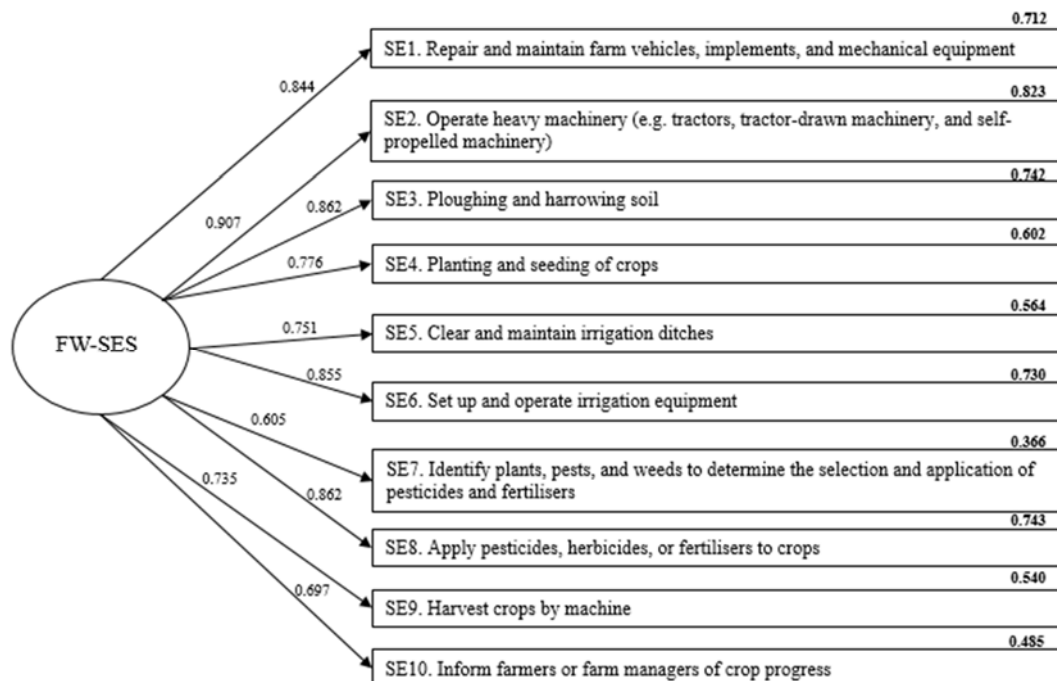 0.712
SE1. Repair and maintain farm vehicles, implements, and mechanical equipment
0.844
0.823
SE2. Operate heavy machinery (e.g. tractors, tractor-drawn machinery, and self-
propelled machinery)
0.907
0.742
SE3. Ploughing and harrowing soil
0.862
0.602
SE4. Planting and seeding of crops
0.776
FW-SES
0.564
SE5. Clear and maintain irrigation ditches
0.751
0.730
SE6. Set up and operate irrigation equipment
0.855
0.366
SE7. Identify plants, pests, and weeds to determine the selection and application of
pesticides and fertilisers
0.605
0.743
SE8. Apply pesticides, herbicides, or fertilisers to crops
0.862
0.540
SE9. Harvest crops by machine
0.735
0.485
SE10. Inform farmers or farm managers of crop progress
0.697